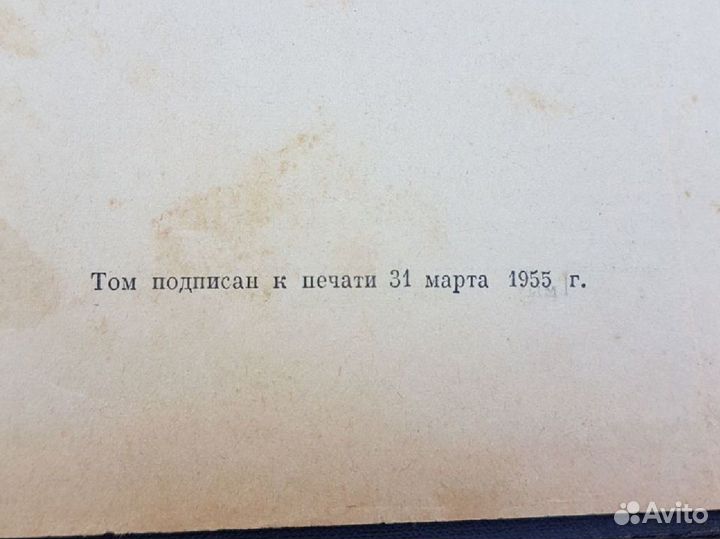 Том подписан к печати 31 марта 1955 г.
Avito